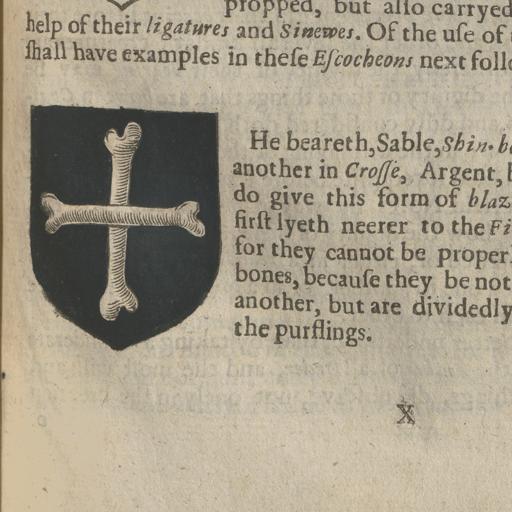 propped, but alſo carryed
help of their ligatures and Sinewes. Of the uſe of
ſhall have examples in theſe Eſcocheons next foll
He beareth, Sable, Shin-b
another in Croſſe, Argent,
do give this form of blaz
firſt lyeth neerer to the Fi
for they cannot be proper
bones, becauſe they be not
another, but are dividedly
the purflings.
X